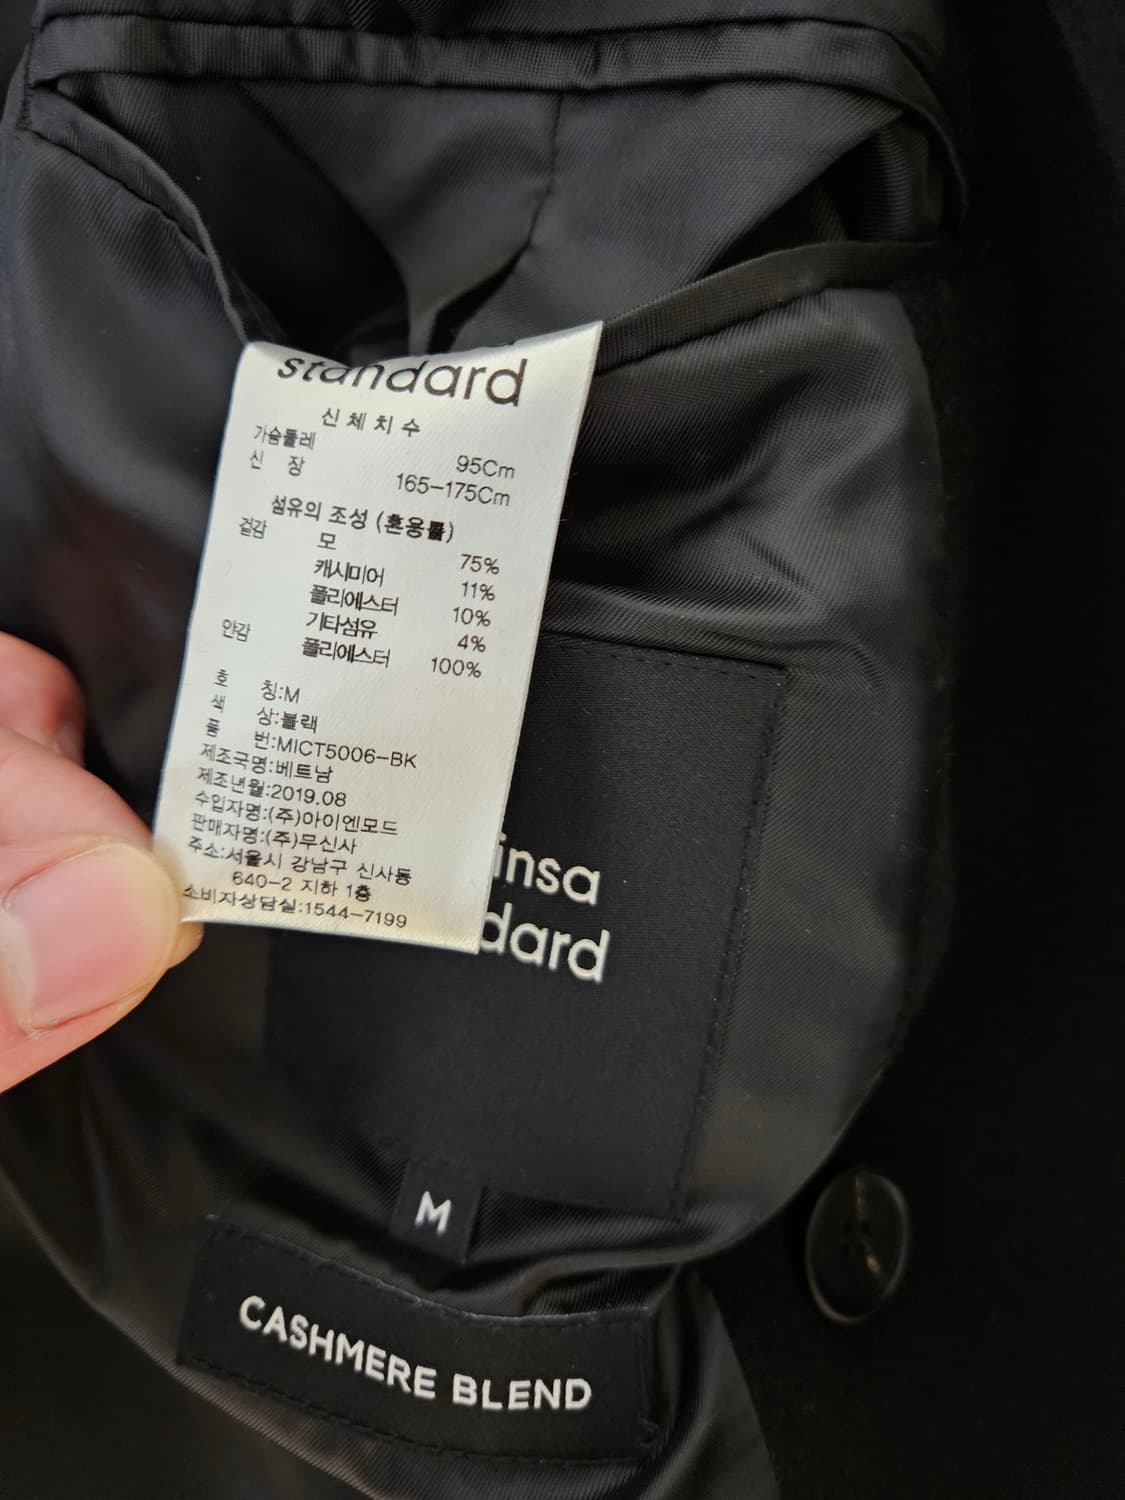 standard
신 체 치 수
가슴둘레 95Cm
신 장 165-175Cm
섬유의 조성 (혼용률)
겉감 모 75%
캐시미어 11%
폴리에스터 10%
기타섬유 4%
안감 폴리에스터 100%
호 칭:M
색 상:블랙
품 번:MICT5006-BK
제조국명:베트남
제조년월:2019.08
수입자명:(주)아이엔모드
판매자명:(주)무신사
주소:서울시 강남구 신사동
640-2 지하 1층
소비자상담실:1544-7199
insa
dard
M
CASHMERE BLEND